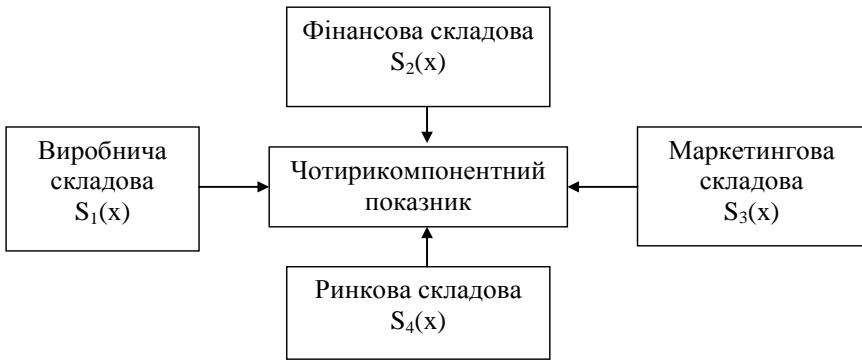 Фінансова складова
S₂(x)
Виробнича
складова
S₁(x)
Чотирикомпонентний
показник
Маркетингова
складова
S₃(x)
Ринкова складова
S₄(x)